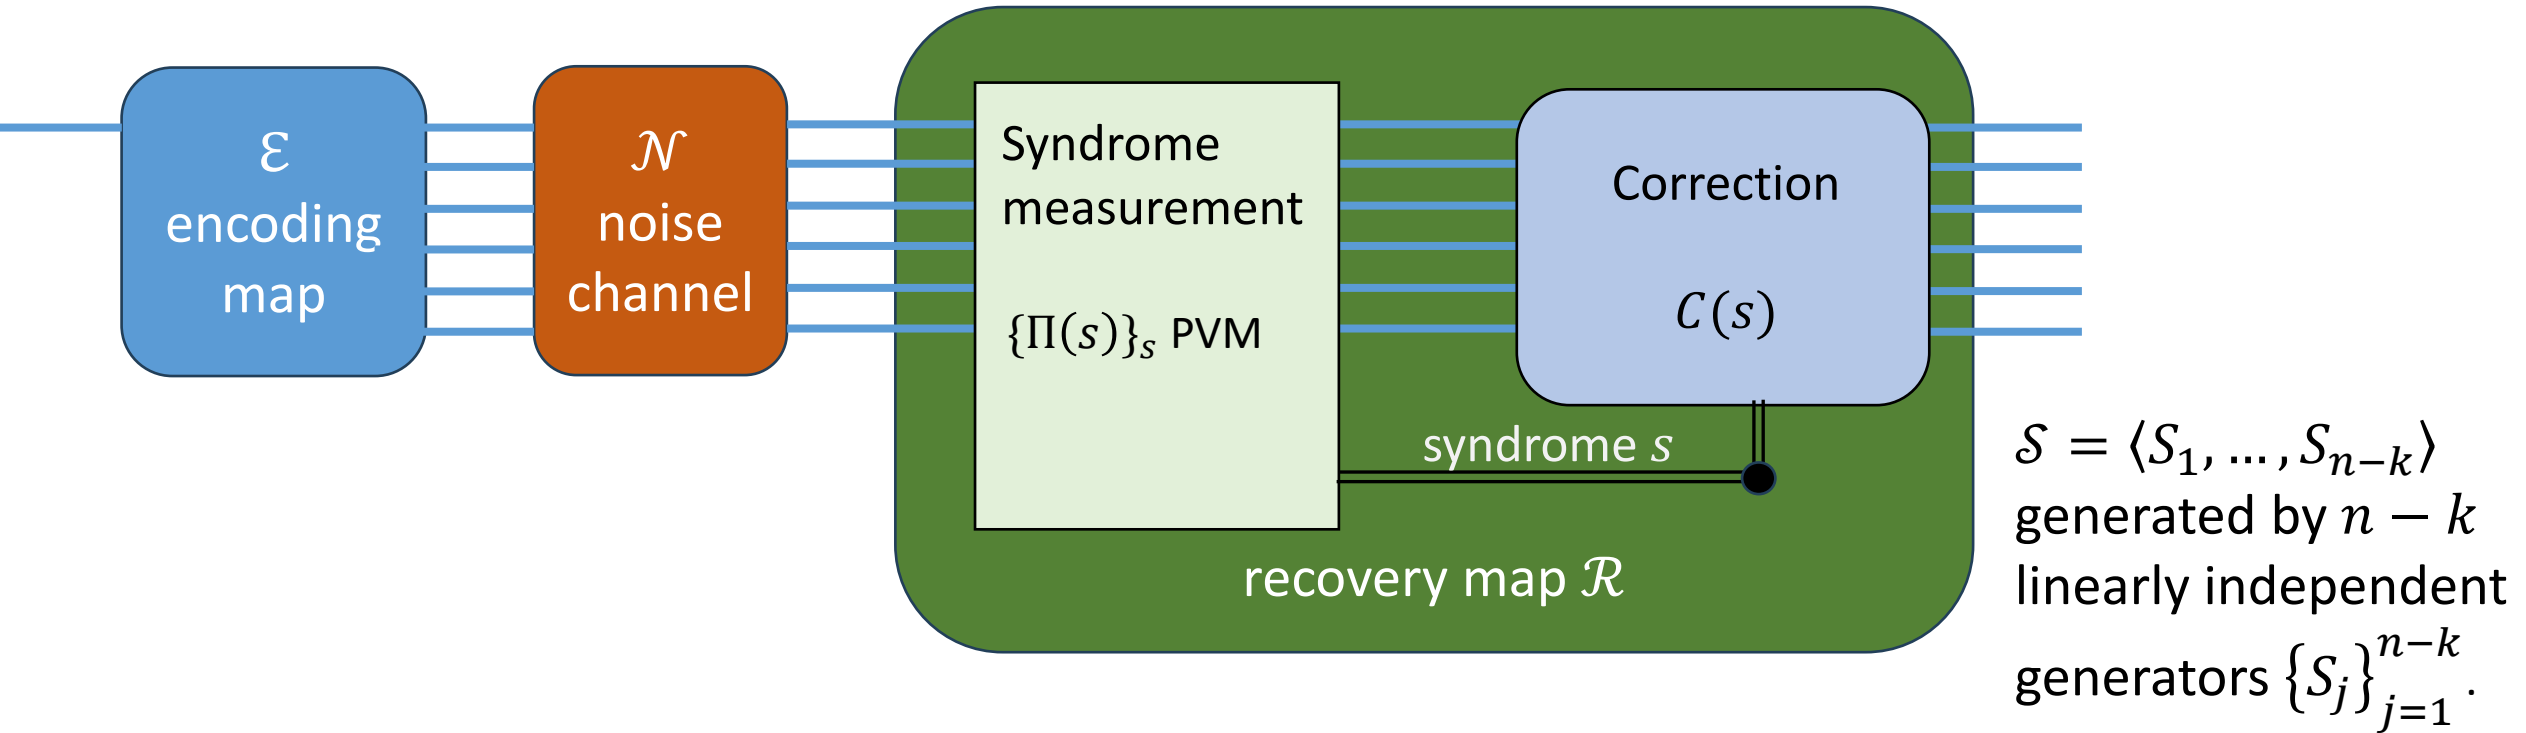 ℰ
encoding
map
𝒩
noise
channel
Syndrome
measurement
{Π(s)}ₛ PVM
Correction
C(s)
syndrome s
recovery map ℛ
𝒮 = ⟨S₁, … , Sₙ₋ₖ⟩
generated by n − k
linearly independent
generators {Sⱼ}ⱼ₌₁ⁿ⁻ᵏ.